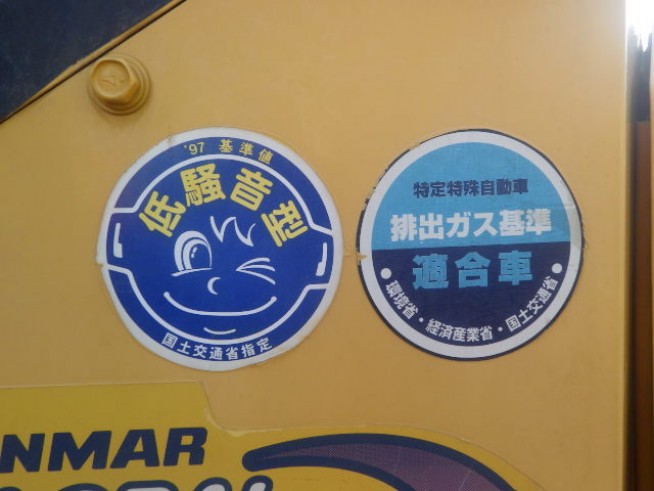 '97 基準値
低騒音型
国土交通省指定
特定特殊自動車
排出ガス基準
適合車
●環境省・経済産業省・国土交通省●
NMAR